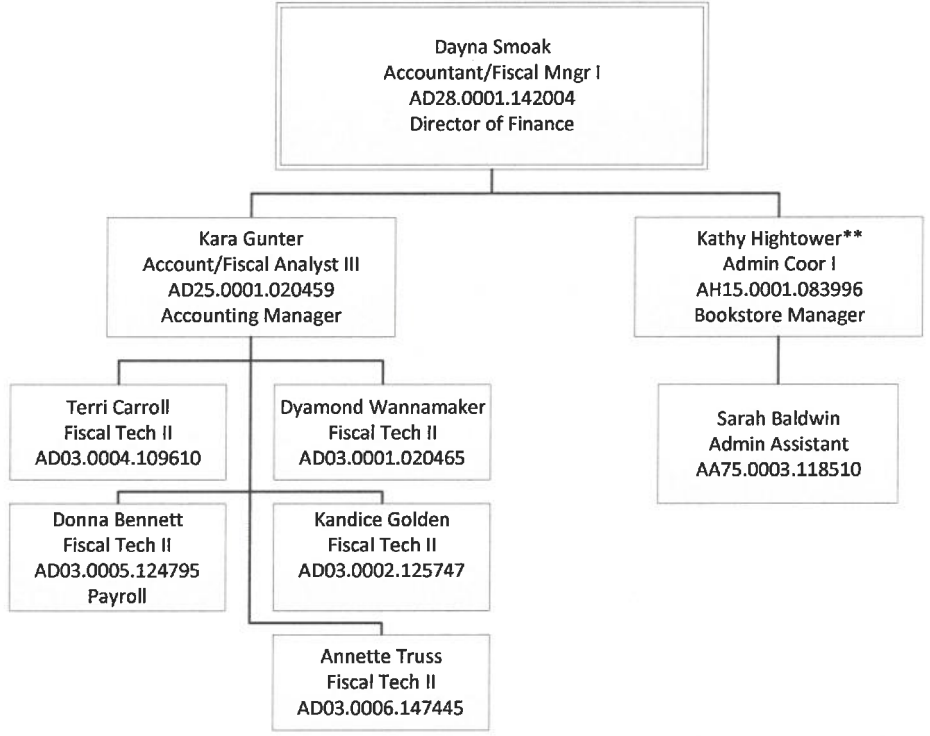 Dayna Smoak
Accountant/Fiscal Mngr I
AD28.0001.142004
Director of Finance
Kara Gunter
Account/Fiscal Analyst III
AD25.0001.020459
Accounting Manager
Kathy Hightower**
Admin Coor I
AH15.0001.083996
Bookstore Manager
Terri Carroll
Fiscal Tech II
AD03.0004.109610
Dyamond Wannamaker
Fiscal Tech II
AD03.0001.020465
Sarah Baldwin
Admin Assistant
AA75.0003.118510
Donna Bennett
Fiscal Tech II
AD03.0005.124795
Payroll
Kandice Golden
Fiscal Tech II
AD03.0002.125747
Annette Truss
Fiscal Tech II
AD03.0006.147445